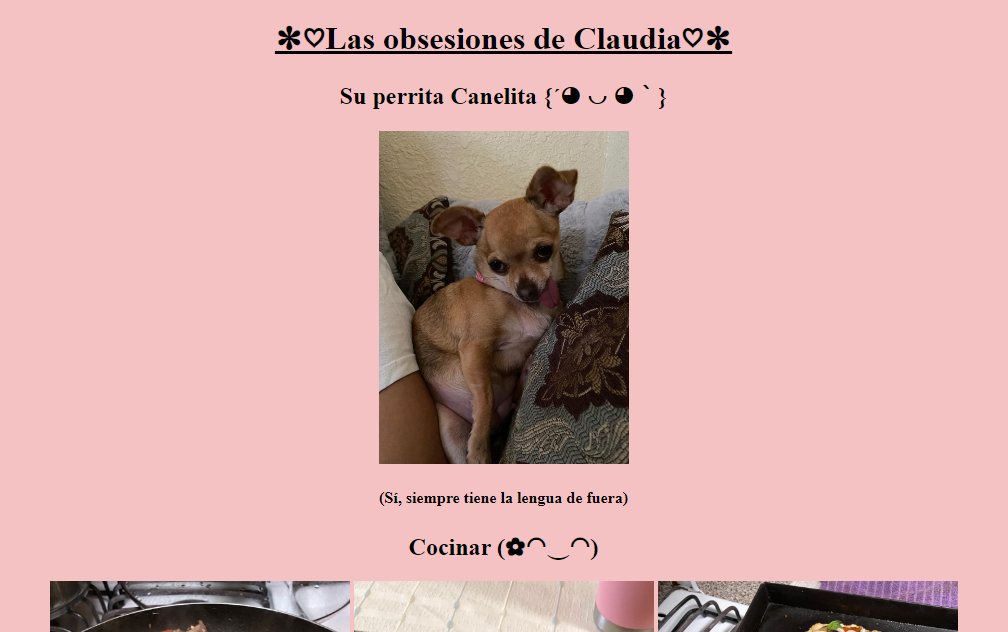 ✻♡Las obsesiones de Claudia♡✻
Su perrita Canelita {´◕ ◡ ◕｀}
(Sí, siempre tiene la lengua de fuera)
Cocinar (✿◠‿◠)